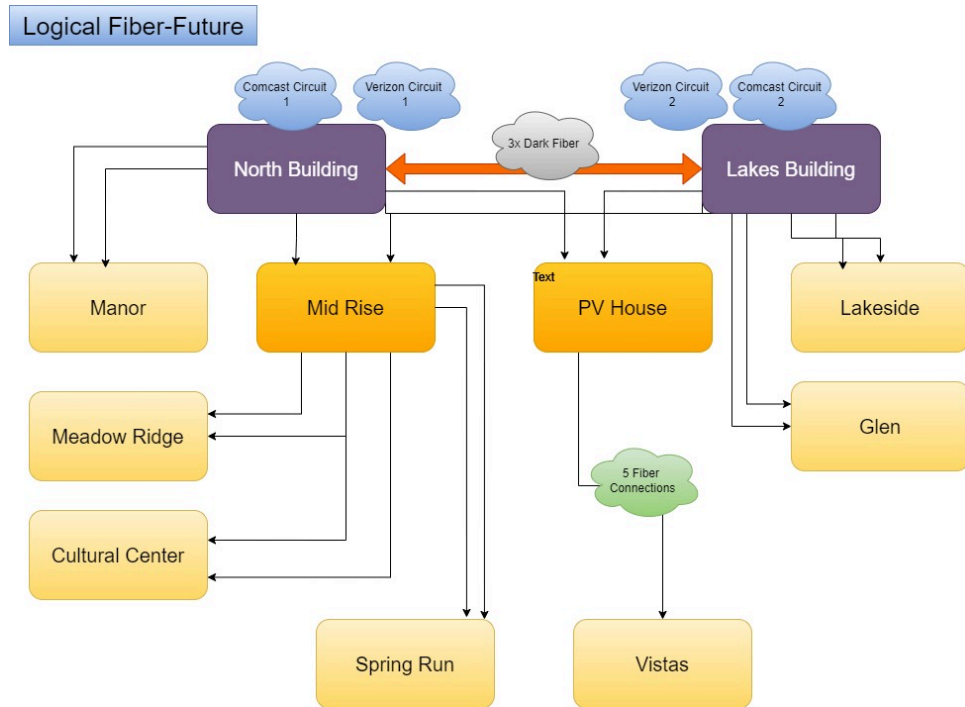 Logical Fiber-Future
Comcast Circuit
1
Verizon Circuit
1
Verizon Circuit
2
Comcast Circuit
2
3x Dark Fiber
North Building
Lakes Building
Text
Manor
Mid Rise
PV House
Lakeside
Meadow Ridge
Glen
5 Fiber
Connections
Cultural Center
Spring Run
Vistas